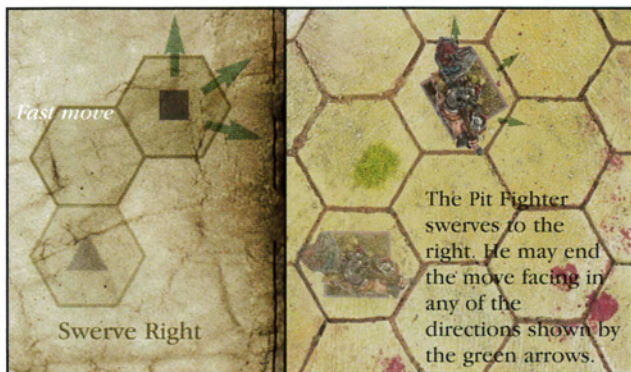 Fast move
Swerve Right
The Pit Fighter
swerves to the
right. He may end
the move facing in
any of the
directions shown by
the green arrows.